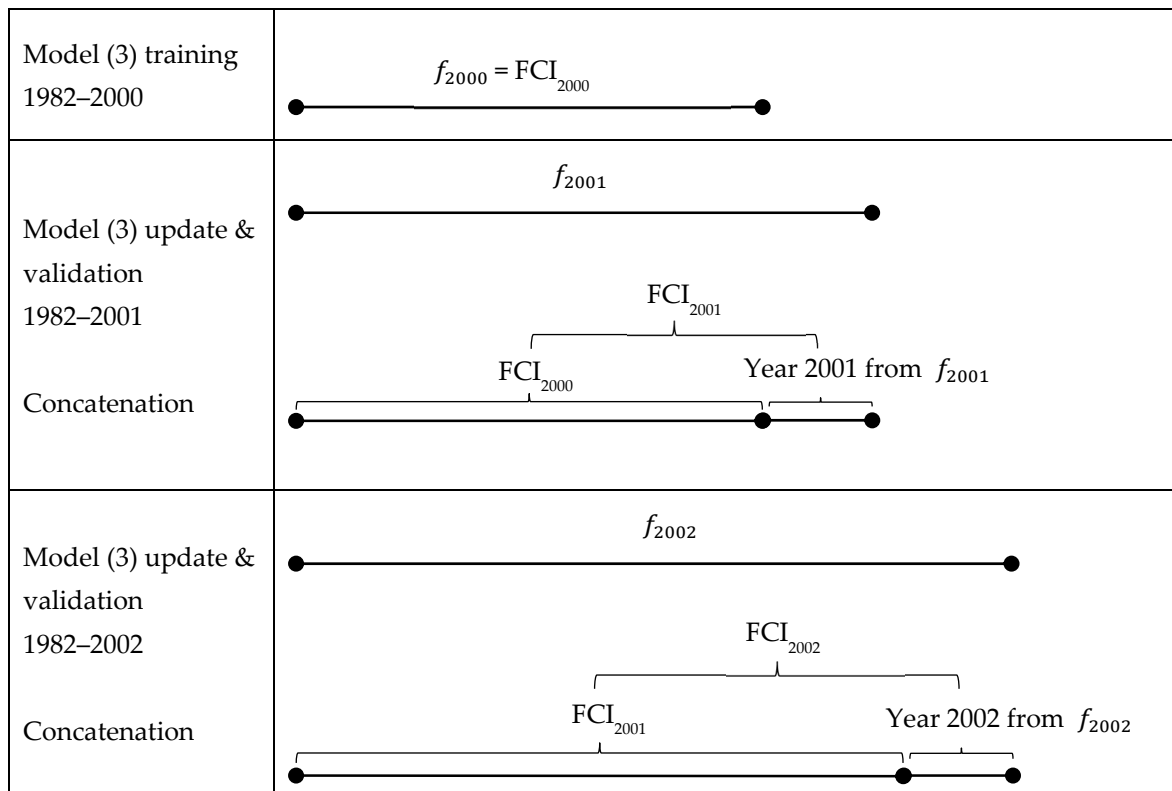 Model (3) training
1982–2000
f2000 = FCI2000
Model (3) update &
validation
1982–2001
Concatenation
f2001
FCI2001
FCI2000
Year 2001 from f2001
Model (3) update &
validation
1982–2002
Concatenation
f2002
FCI2002
FCI2001
Year 2002 from f2002